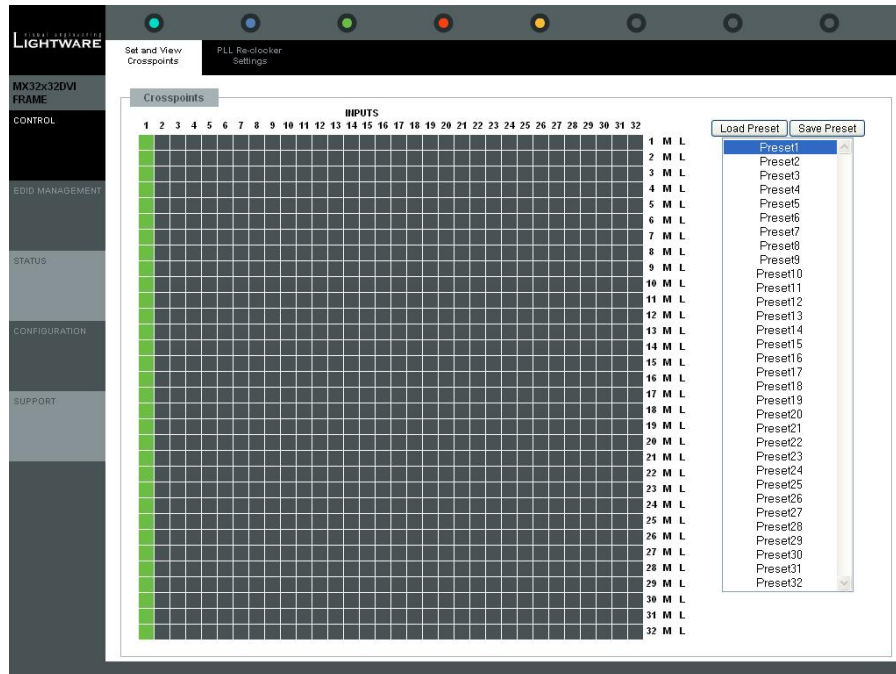 visual engineering
LIGHTWARE
Set and View
Crosspoints
PLL Re-clocker
Settings
MX32x32DVI
FRAME
CONTROL
EDID MANAGEMENT
STATUS
CONFIGURATION
SUPPORT
Crosspoints
INPUTS
1 2 3 4 5 6 7 8 9 10 11 12 13 14 15 16 17 18 19 20 21 22 23 24 25 26 27 28 29 30 31 32
1 M L
2 M L
3 M L
4 M L
5 M L
6 M L
7 M L
8 M L
9 M L
10 M L
11 M L
12 M L
13 M L
14 M L
15 M L
16 M L
17 M L
18 M L
19 M L
20 M L
21 M L
22 M L
23 M L
24 M L
25 M L
26 M L
27 M L
28 M L
29 M L
30 M L
31 M L
32 M L
Load Preset Save Preset
Preset1
Preset2
Preset3
Preset4
Preset5
Preset6
Preset7
Preset8
Preset9
Preset10
Preset11
Preset12
Preset13
Preset14
Preset15
Preset16
Preset17
Preset18
Preset19
Preset20
Preset21
Preset22
Preset23
Preset24
Preset25
Preset26
Preset27
Preset28
Preset29
Preset30
Preset31
Preset32